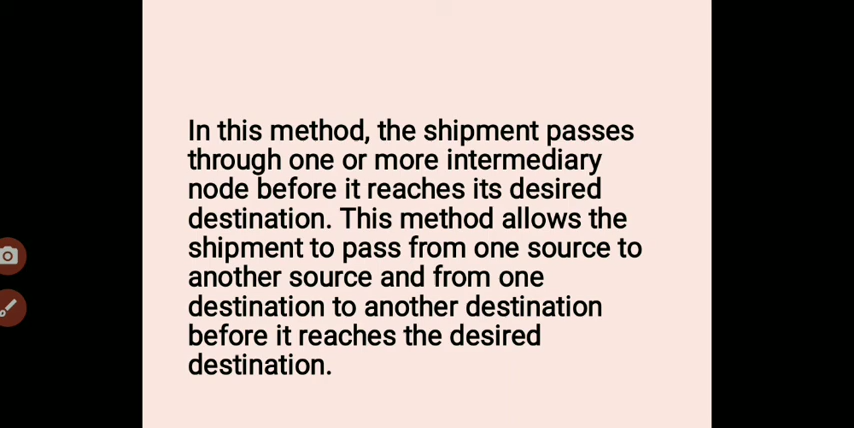 In this method, the shipment passes
through one or more intermediary
node before it reaches its desired
destination. This method allows the
shipment to pass from one source to
another source and from one
destination to another destination
before it reaches the desired
destination.